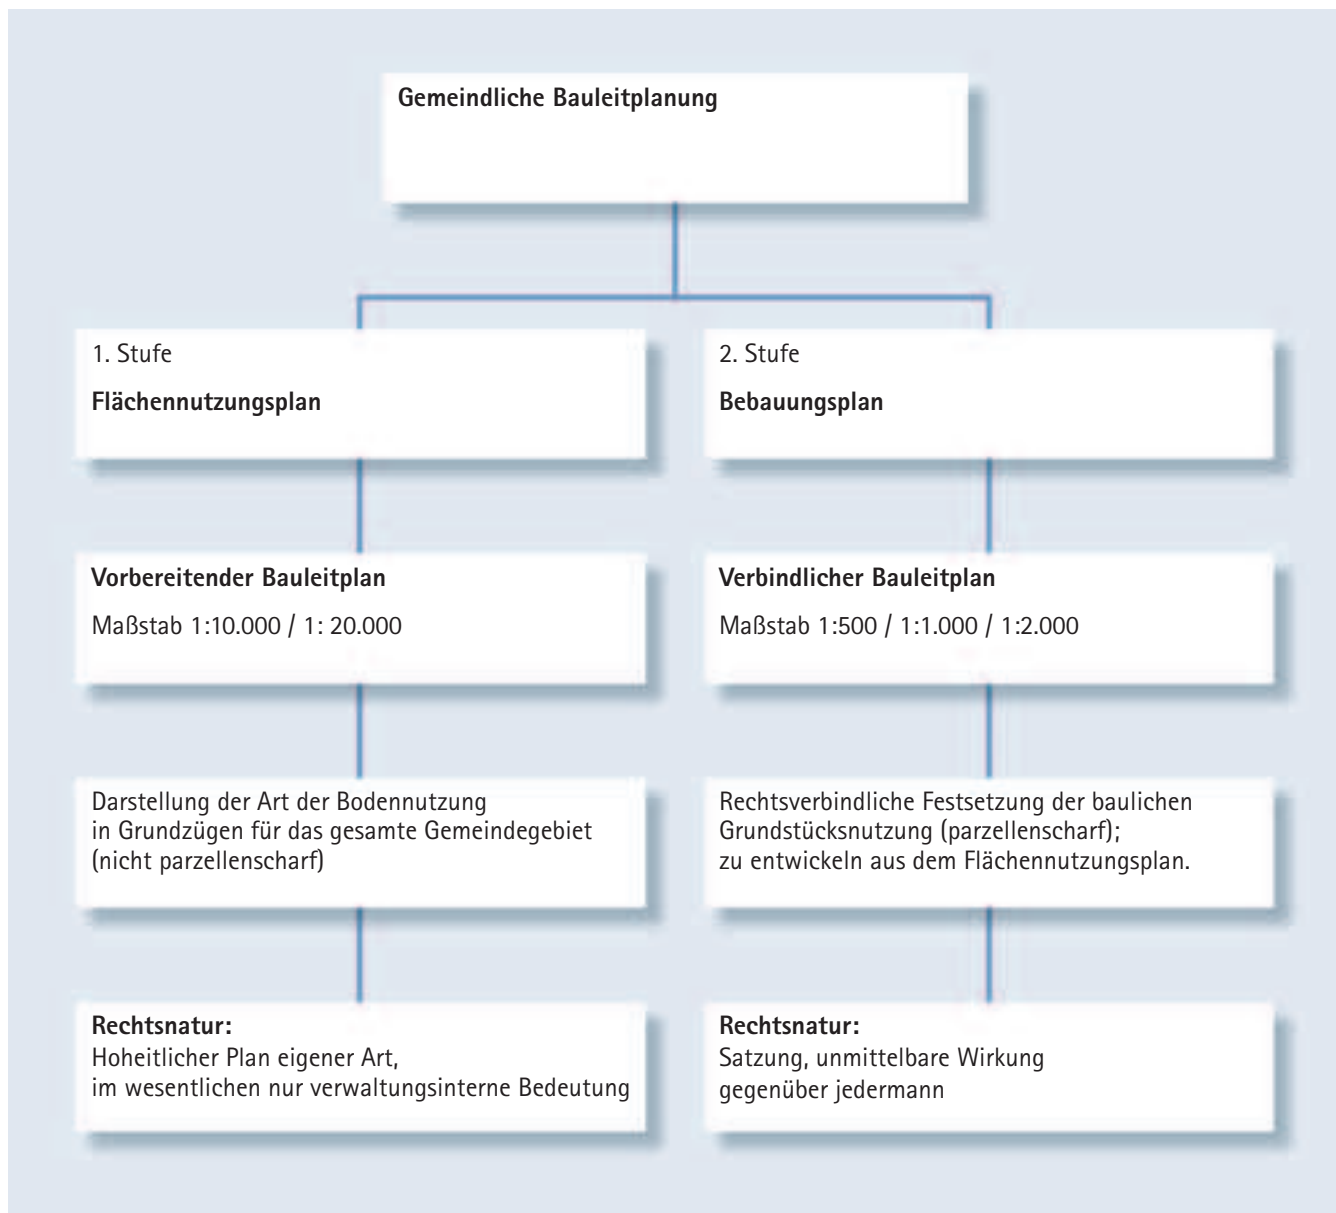 Gemeindliche Bauleitplanung
1. Stufe
Flächennutzungsplan
2. Stufe
Bebauungsplan
Vorbereitender Bauleitplan
Maßstab 1:10.000 / 1: 20.000
Verbindlicher Bauleitplan
Maßstab 1:500 / 1:1.000 / 1:2.000
Darstellung der Art der Bodennutzung
in Grundzügen für das gesamte Gemeindegebiet
(nicht parzellenscharf)
Rechtsverbindliche Festsetzung der baulichen
Grundstücksnutzung (parzellenscharf);
zu entwickeln aus dem Flächennutzungsplan.
Rechtsnatur:
Hoheitlicher Plan eigener Art,
im wesentlichen nur verwaltungsinterne Bedeutung
Rechtsnatur:
Satzung, unmittelbare Wirkung
gegenüber jedermann